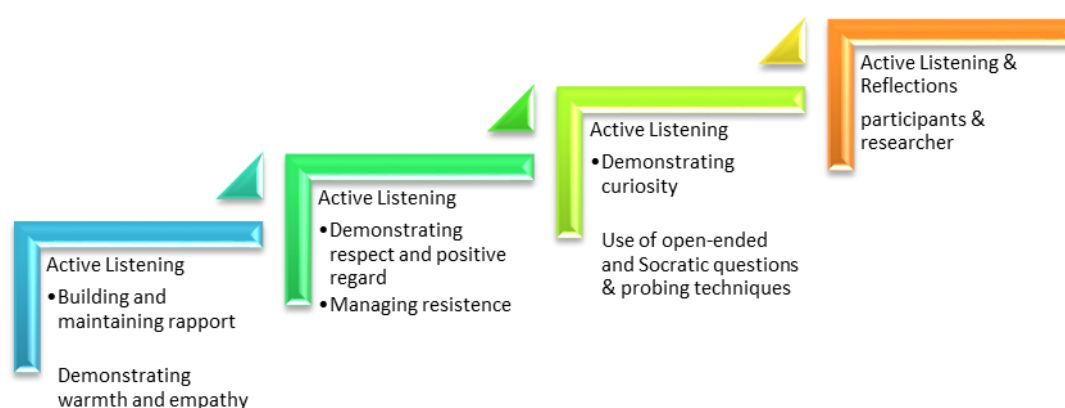 Active Listening
•Building and
maintaining rapport
Demonstrating
warmth and empathy
Active Listening
•Demonstrating
respect and positive
regard
•Managing resistence
Active Listening
•Demonstrating
curiosity
Use of open-ended
and Socratic questions
& probing techniques
Active Listening &
Reflections
participants &
researcher